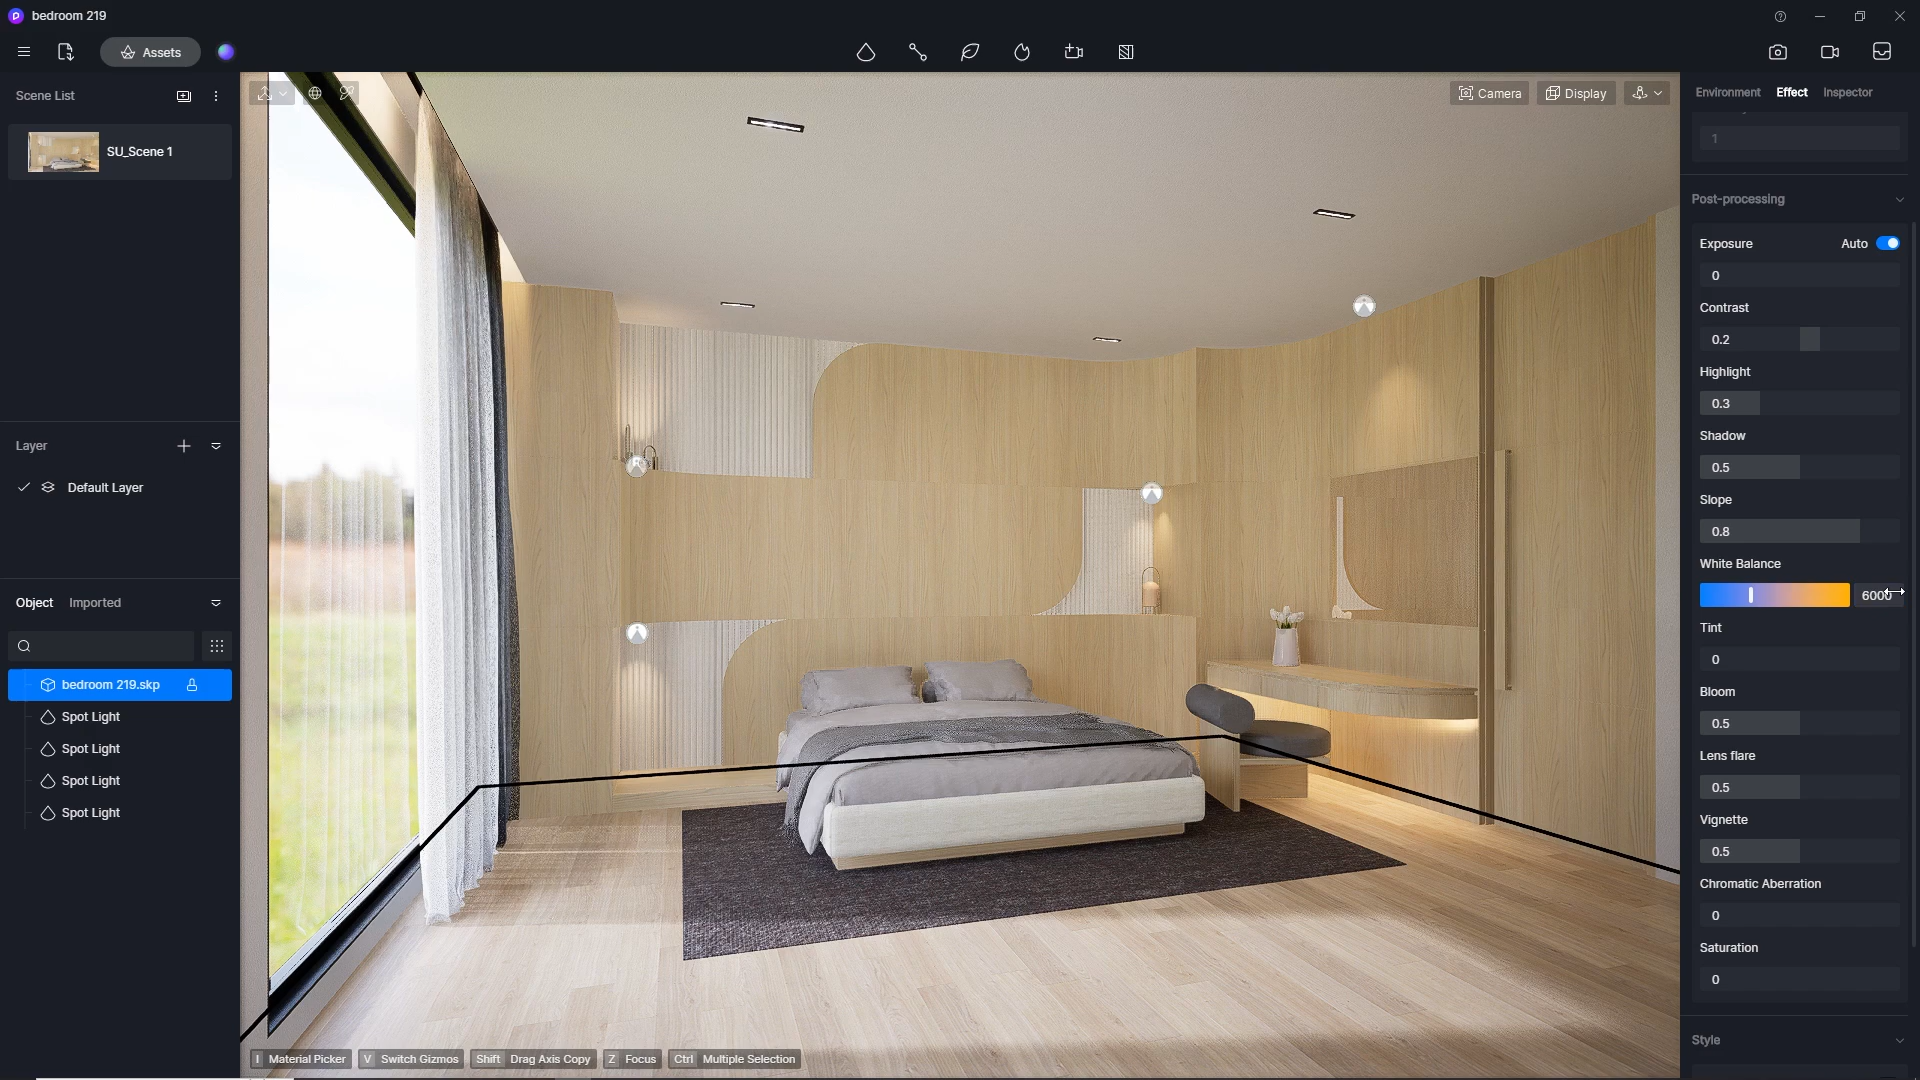 bedroom 219
Assets
Scene List
SU_Scene 1
Layer
Default Layer
Object Imported
bedroom 219.skp
Spot Light
Spot Light
Spot Light
Spot Light
Camera Display
I Material Picker V Switch Gizmos Shift Drag Axis Copy Z Focus Ctrl Multiple Selection
Environment Effect Inspector
1
Post-processing
Exposure Auto
0
Contrast
0.2
Highlight
0.3
Shadow
0.5
Slope
0.8
White Balance
6000
Tint
0
Bloom
0.5
Lens flare
0.5
Vignette
0.5
Chromatic Aberration
0
Saturation
0
Style